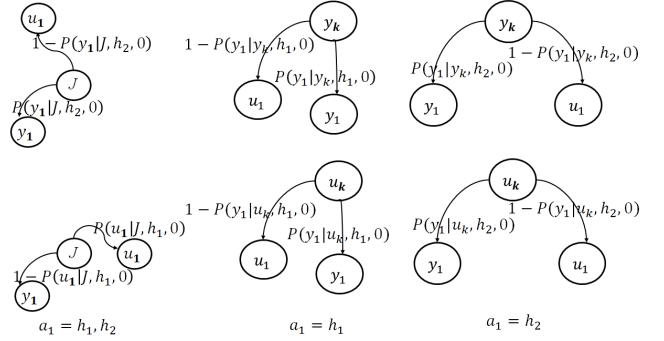 u₁
1 − P(y₁|J, h₂, 0)
J
P(y₁|J, h₂, 0)
y₁
yₖ
1 − P(y₁|yₖ, h₁, 0)
P(y₁|yₖ, h₁, 0)
u₁
y₁
yₖ
1 − P(y₁|yₖ, h₂, 0)
P(y₁|yₖ, h₂, 0)
y₁
u₁
P(u₁|J, h₁, 0)
J
u₁
1 − P(u₁|J, h₁, 0)
y₁
a₁ = h₁, h₂
uₖ
1 − P(y₁|uₖ, h₁, 0)
P(y₁|uₖ, h₁, 0)
u₁
y₁
a₁ = h₁
uₖ
1 − P(y₁|uₖ, h₂, 0)
P(y₁|uₖ, h₂, 0)
y₁
u₁
a₁ = h₂